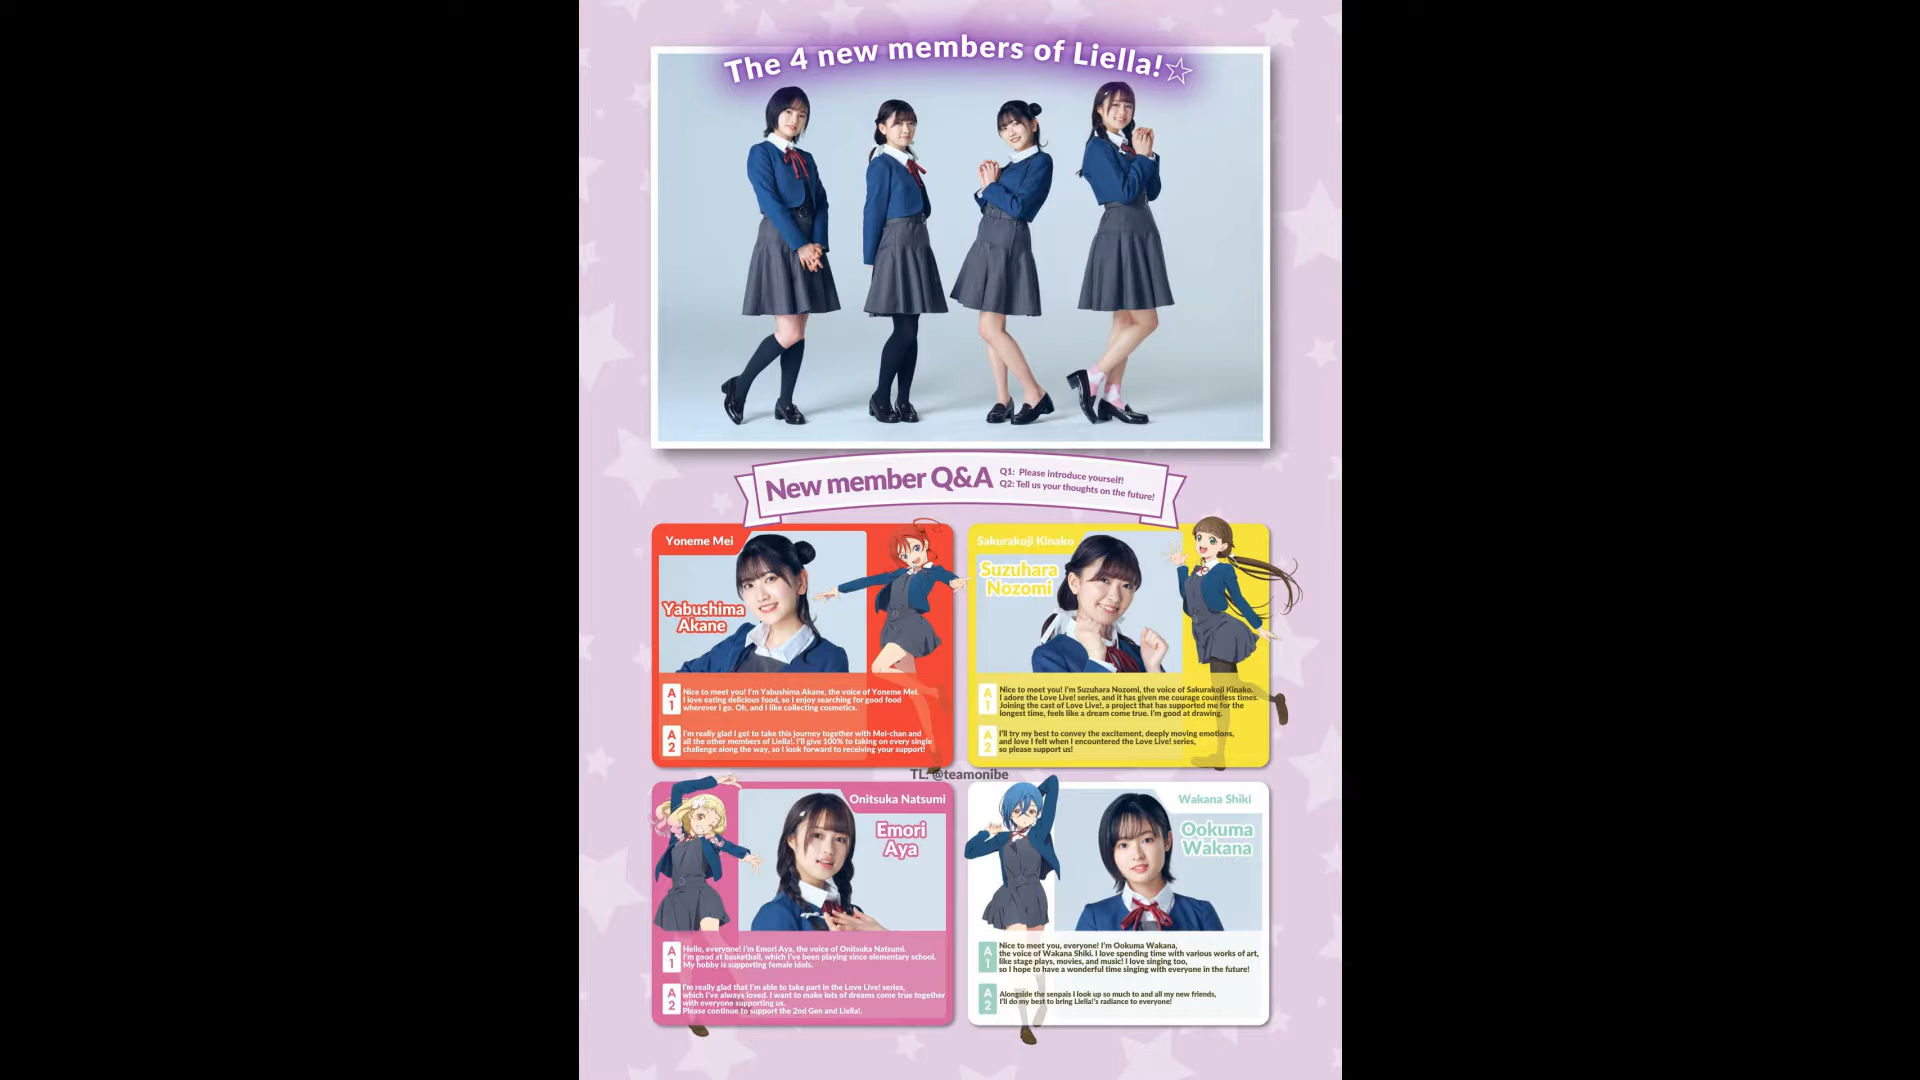 The 4 new members of Liella!☆
New member Q&A
Q1: Please introduce yourself!
Q2: Tell us your thoughts on the future!
Yoneme Mei
Yabushima
Akane
A1
Nice to meet you! I'm Yabushima Akane, the voice of Yoneme Mei.
I love eating delicious food, so I enjoy searching for good food
wherever I go. Oh, and I like collecting cosmetics.
A2
I'm really glad I get to take this journey together with Mei-chan and
all the other members of Liella!. I'll give 100% to taking on every single
challenge along the way, so I look forward to receiving your support!
Sakurakoji Kinako
Suzuhara
Nozomi
A1
Nice to meet you! I'm Suzuhara Nozomi, the voice of Sakurakoji Kinako.
I adore the Love Live! series, and it has given me courage countless times.
Joining the cast of Love Live!, a project that has supported me for the
longest time, feels like a dream come true. I'm good at drawing.
A2
I'll try my best to convey the excitement, deeply moving emotions,
and love I felt when I encountered the Love Live! series,
so please support us!
TL: @teamonibe
Onitsuka Natsumi
Emori
Aya
A1
Hello, everyone! I'm Emori Aya, the voice of Onitsuka Natsumi.
I'm good at basketball, which I've been playing since elementary school.
My hobby is supporting female idols.
A2
I'm really glad that I'm able to take part in the Love Live! series,
which I've always loved. I want to make lots of dreams come true together
with everyone supporting us.
Please continue to support the 2nd Gen and Liella!.
Wakana Shiki
Ookuma
Wakana
A1
Nice to meet you, everyone! I'm Ookuma Wakana,
the voice of Wakana Shiki. I love spending time with various works of art,
like stage plays, movies, and music! I love singing too,
so I hope to have a wonderful time singing with everyone in the future!
A2
Alongside the senpais I look up so much to and all my new friends,
I'll do my best to bring Liella!'s radiance to everyone!